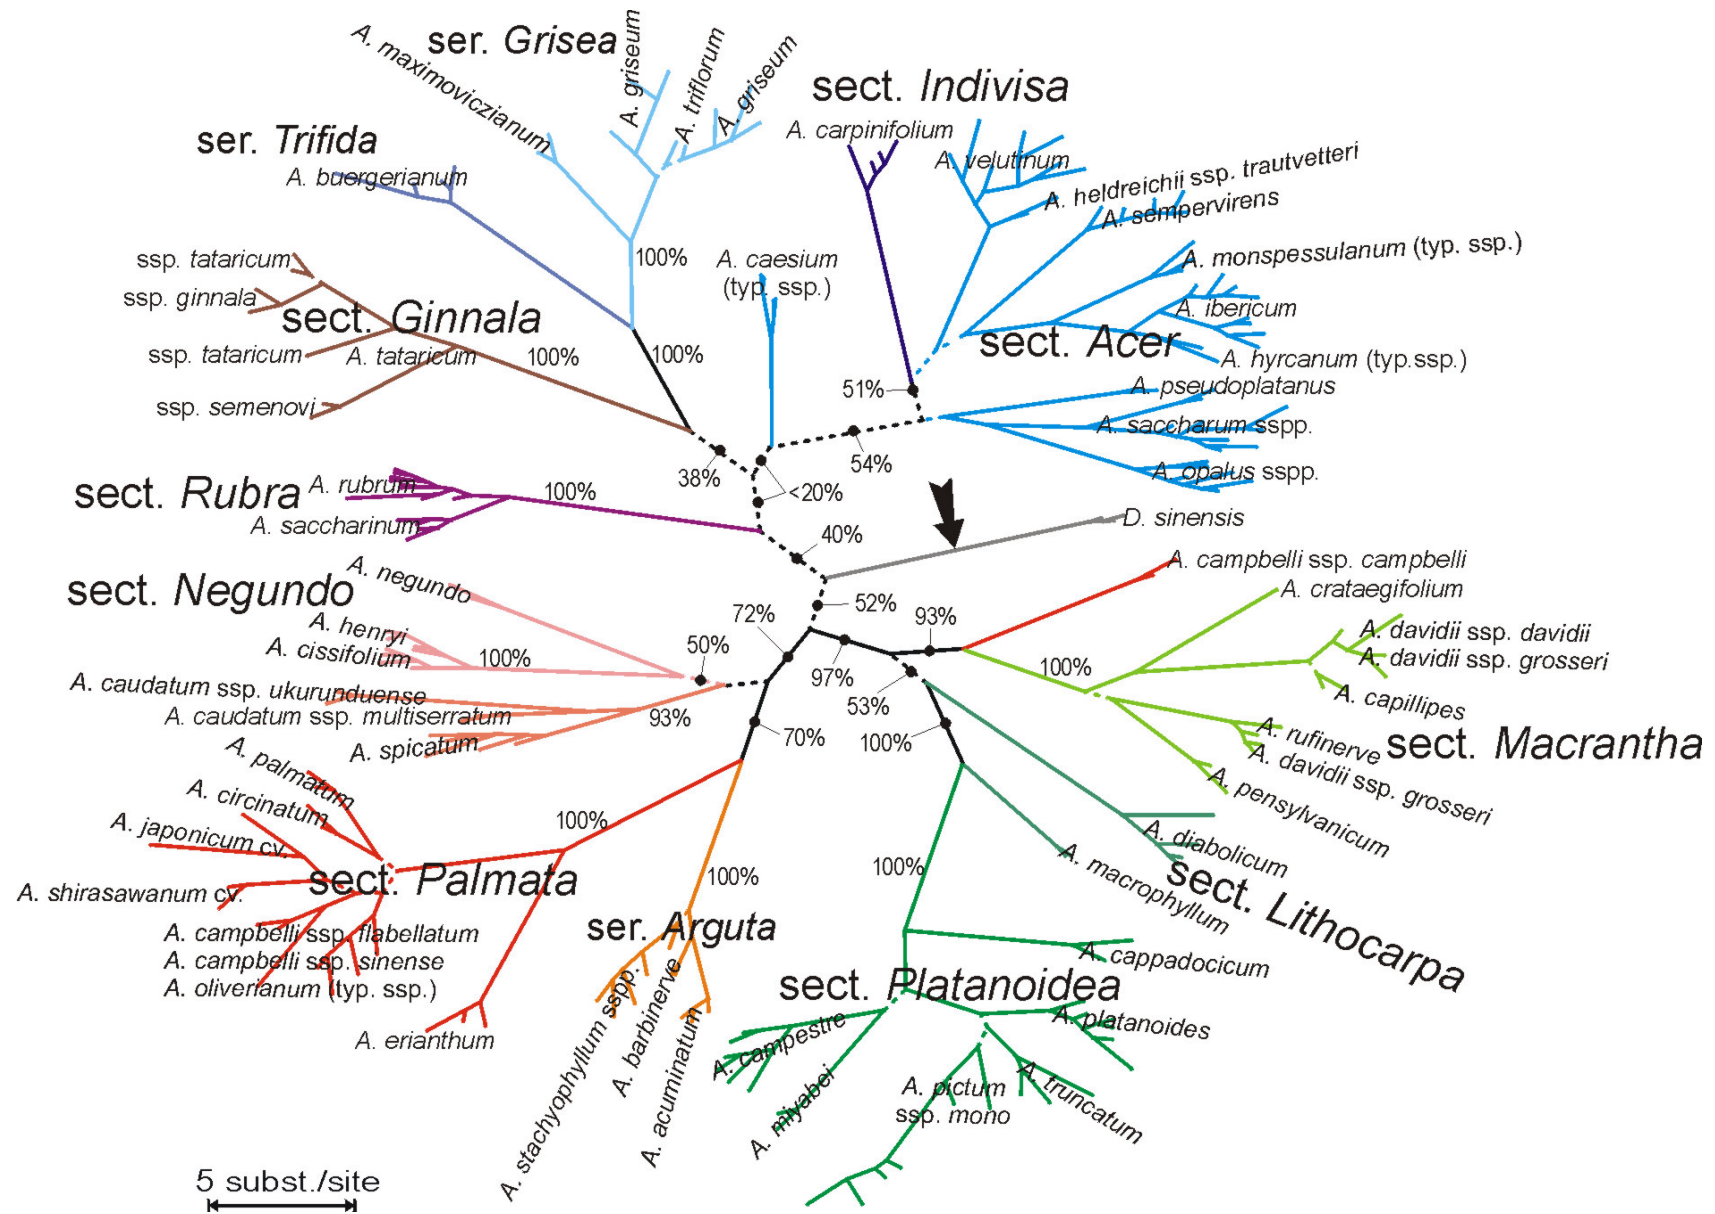 ser. Grisea
A. maximoviczianum
A. griseum
A. triflorum
A. griseum
sect. Indivisa
A. carpinifolium
A. velutinum
A. heldreichii ssp. trautvetteri
A. sempervirens
ser. Trifida
A. buergerianum
100%
A. caesium
(typ. ssp.)
A. monspessulanum (typ. ssp.)
A. ibericum
sect. Acer
A. hyrcanum (typ.ssp.)
ssp. tataricum
ssp. ginnala
sect. Ginnala
ssp. tataricum
A. tataricum
100%
100%
ssp. semenovi
51%
A. pseudoplatanus
A. saccharum sspp.
A. opalus sspp.
54%
38%
<20%
sect. Rubra
A. rubrum
100%
A. saccharinum
40%
D. sinensis
A. campbelli ssp. campbelli
A. crataegifolium
sect. Negundo
A. negundo
A. henryi
A. cissifolium
100%
72%
52%
93%
50%
97%
53%
100%
A. davidii ssp. davidii
A. davidii ssp. grosseri
A. capillipes
A. rufinerve
sect. Macrantha
A. davidii ssp. grosseri
A. pensylvanicum
A. caudatum ssp. ukurunduense
A. caudatum ssp. multiserratum
93%
A. spicatum
70%
100%
A. palmatum
A. circinatum
A. japonicum cv.
100%
sect. Palmata
A. shirasawanum cv.
A. campbelli ssp. flabellatum
A. campbelli ssp. sinense
A. oliverianum (typ. ssp.)
A. erianthum
100%
ser. Arguta
A. stachyophyllum sspp.
A. barbinerve
A. acuminatum
100%
A. diabolicum
A. macrophyllum
sect. Lithocarpa
A. cappadocicum
sect. Platanoidea
A. platanoides
A. campestre
A. miyabei
A. pictum
ssp. mono
A. truncatum
5 subst./site